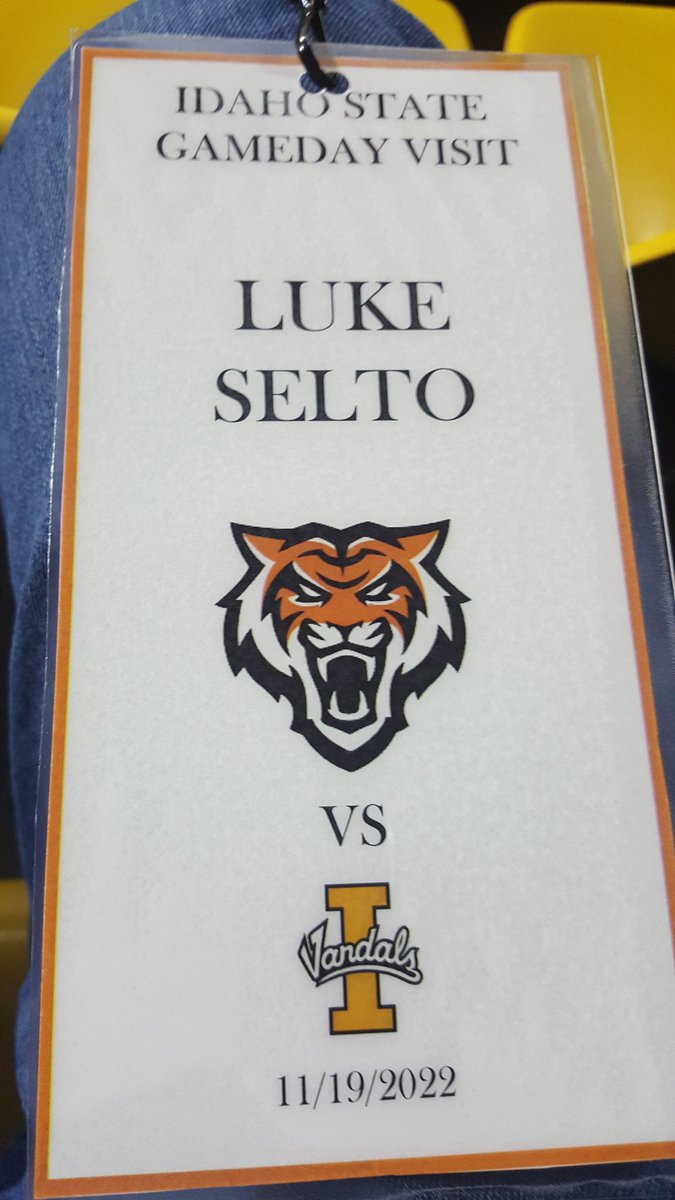 IDAHO STATE
GAMEDAY VISIT
LUKE
SELTO
VS
Vandals
I
11/19/2022